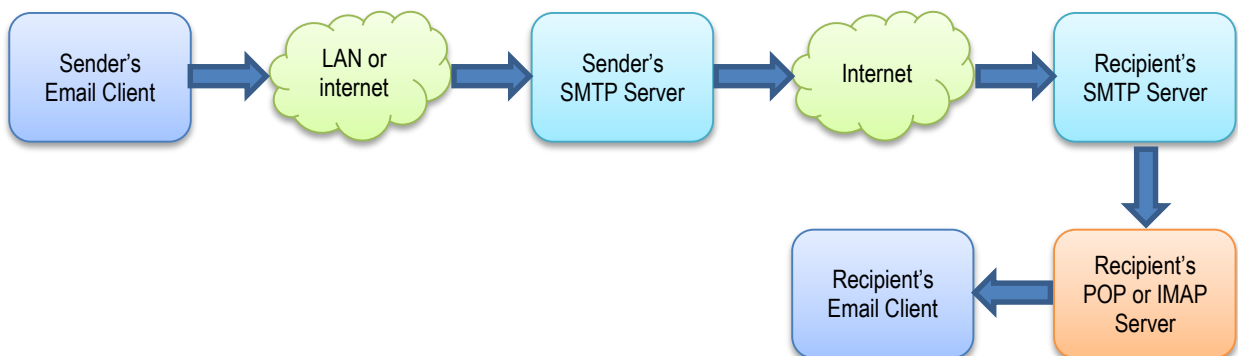 Sender’s
Email Client
LAN or
internet
Sender’s
SMTP Server
Internet
Recipient’s
SMTP Server
Recipient’s
Email Client
Recipient’s
POP or IMAP
Server